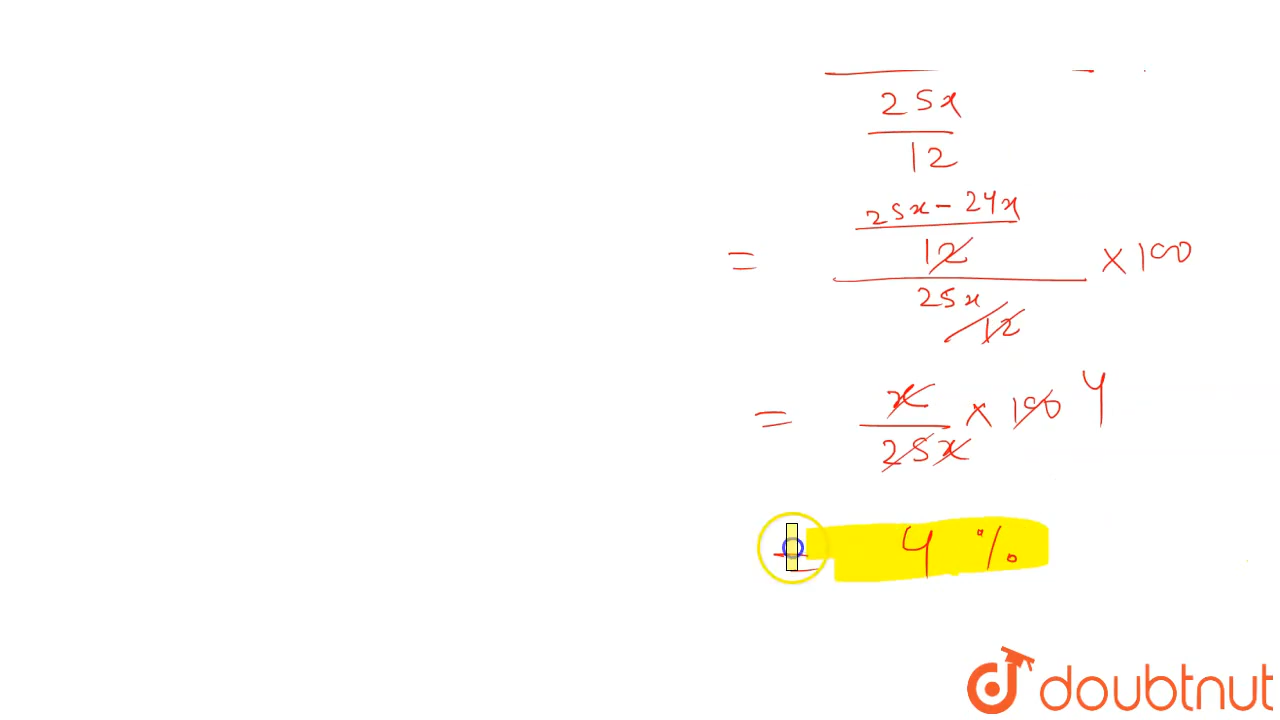 25x
12
25x - 24x
12
= × 100
25x
12
x 4
= × 100
25x
= 4 %
doubtnut